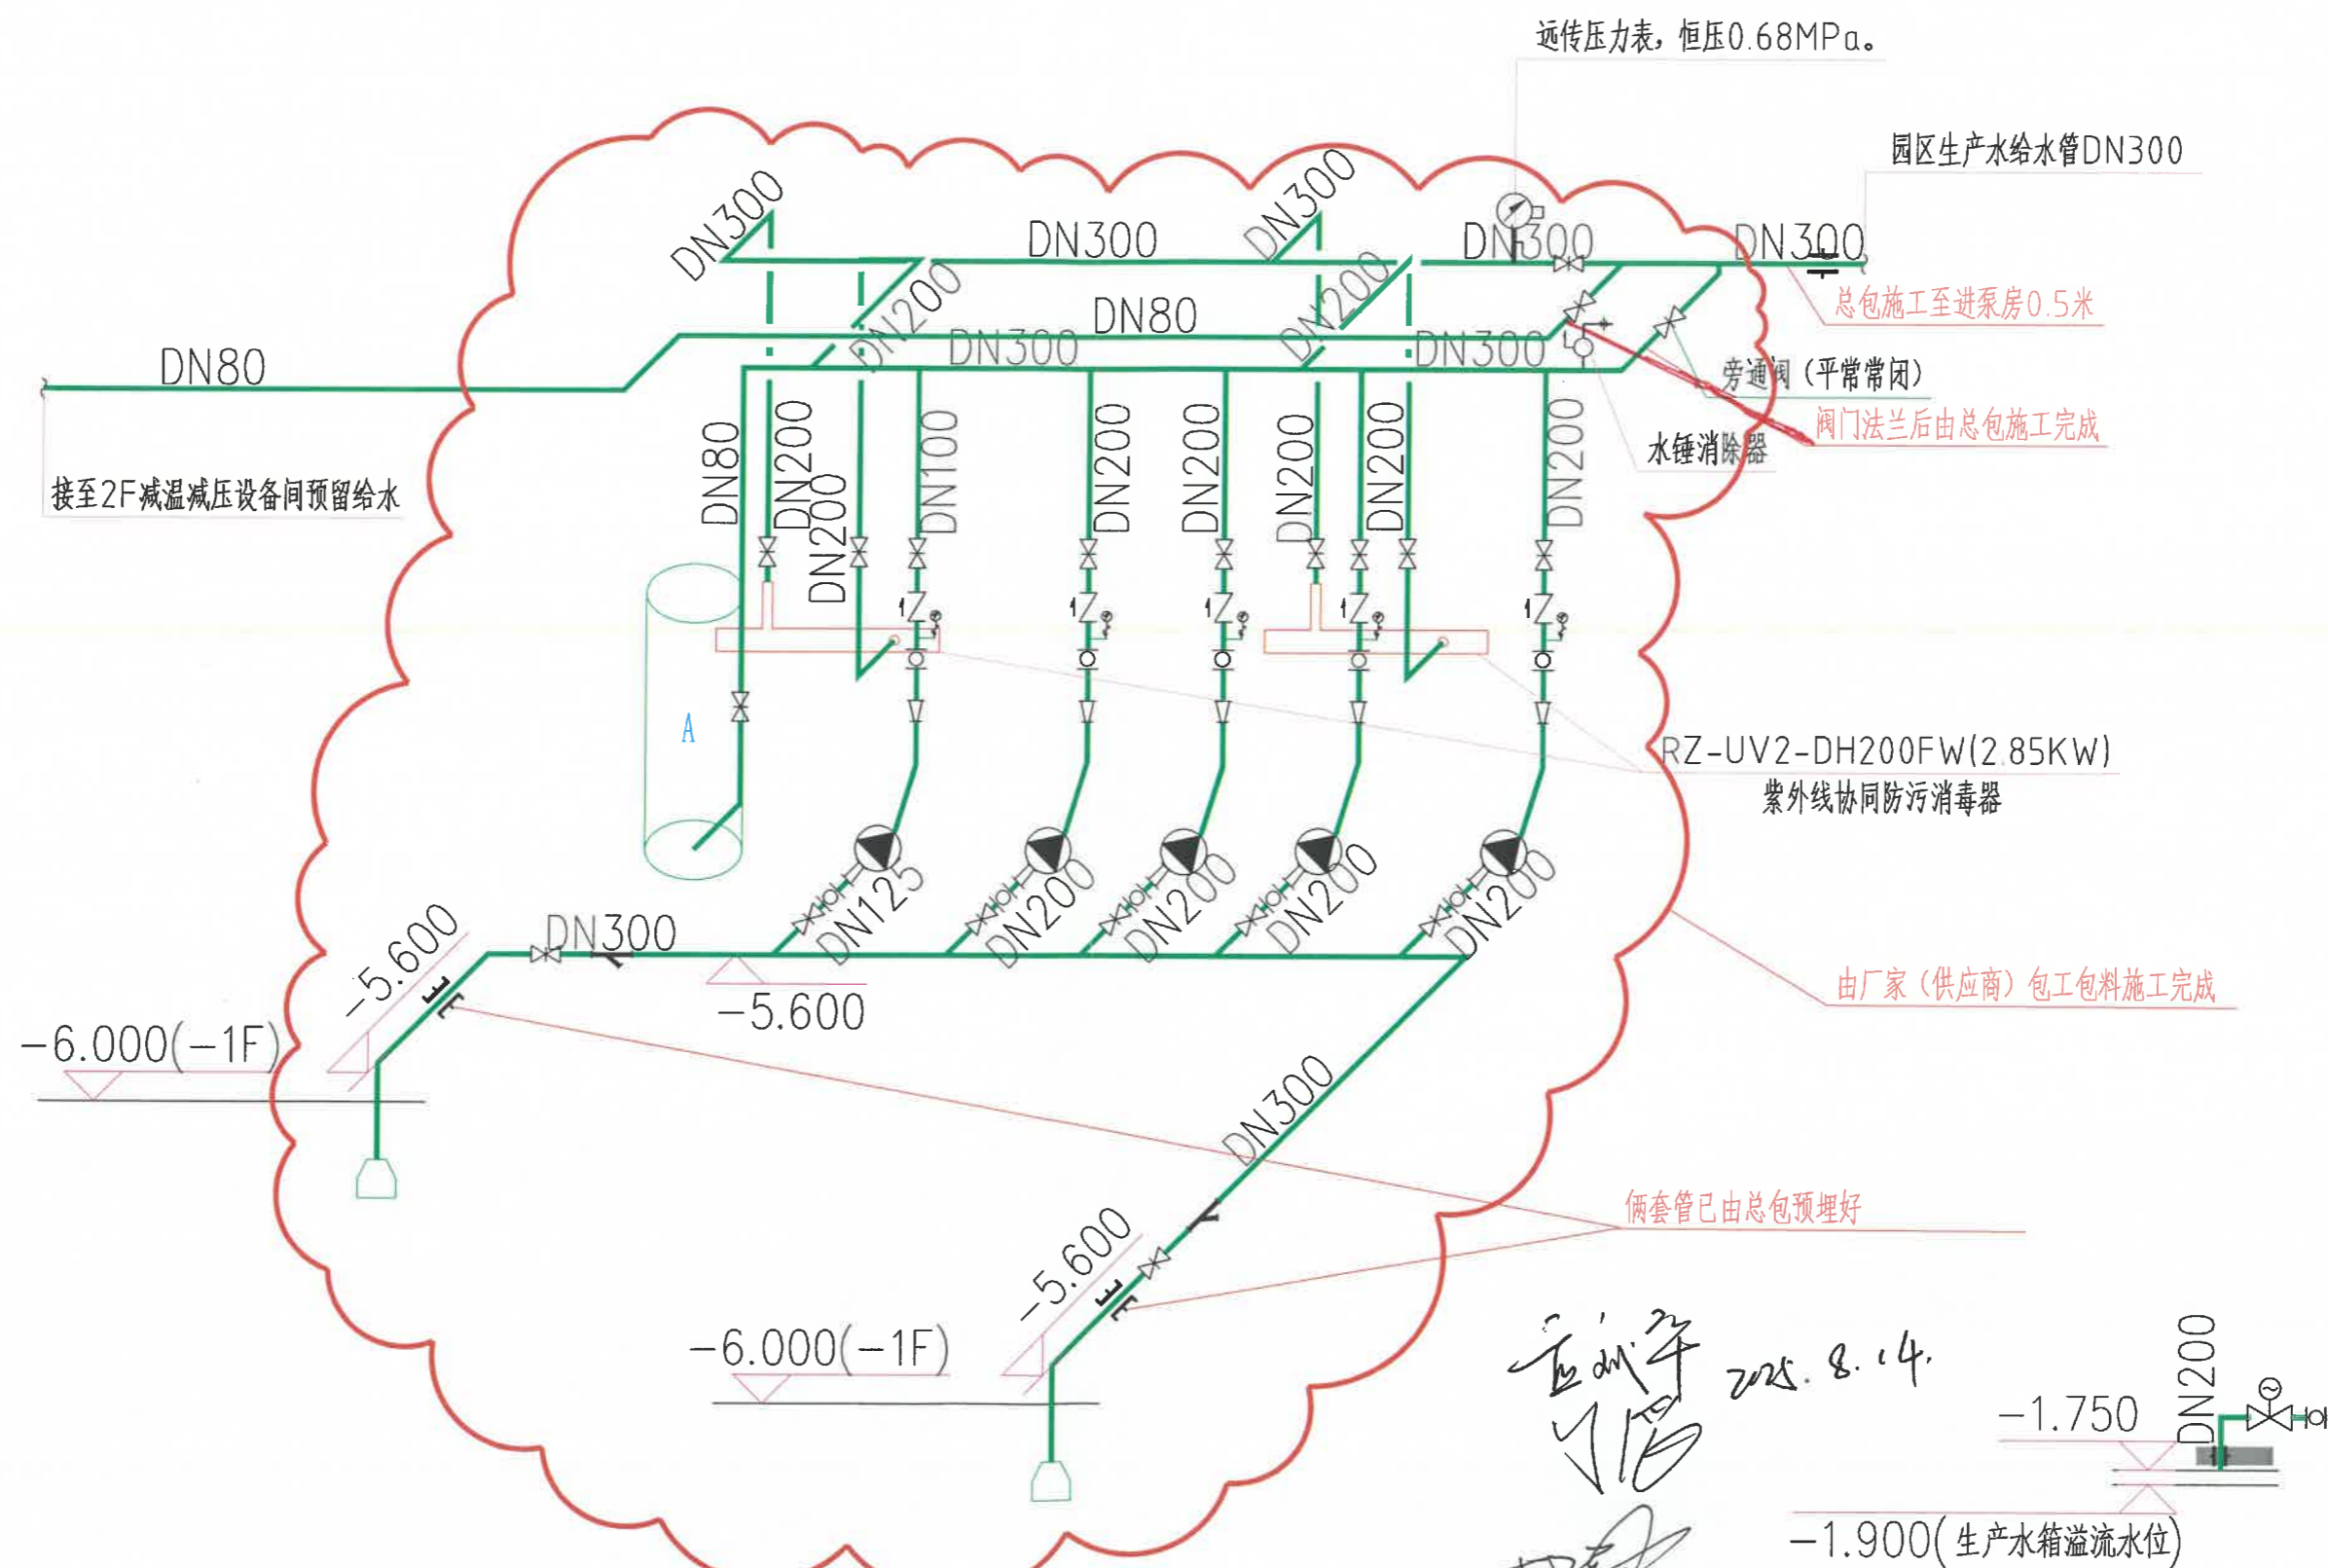 远传压力表，恒压0.68MPa。
园区生产水给水管DN300
DN300
DN300
DN300
DN300
DN300
总包施工至进泵房0.5米
DN200
DN200
DN80
DN300
DN300
DN80
旁通阀（平常常闭）
阀门法兰后由总包施工完成
水锤消除器
接至2F减温减压设备间预留给水
DN80
DN200
DN200
DN100
DN200
DN200
DN200
DN200
DN200
A
RZ-UV2-DH200FW(2.85KW)
紫外线协同防污消毒器
DN125
DN200
DN200
DN200
DN200
DN300
-5.600
-5.600
由厂家（供应商）包工包料施工完成
-6.000(-1F)
DN300
俩套管已由总包预埋好
-5.600
-6.000(-1F)
2025.8.14.
DN200
-1.750
-1.900(生产水箱溢流水位)